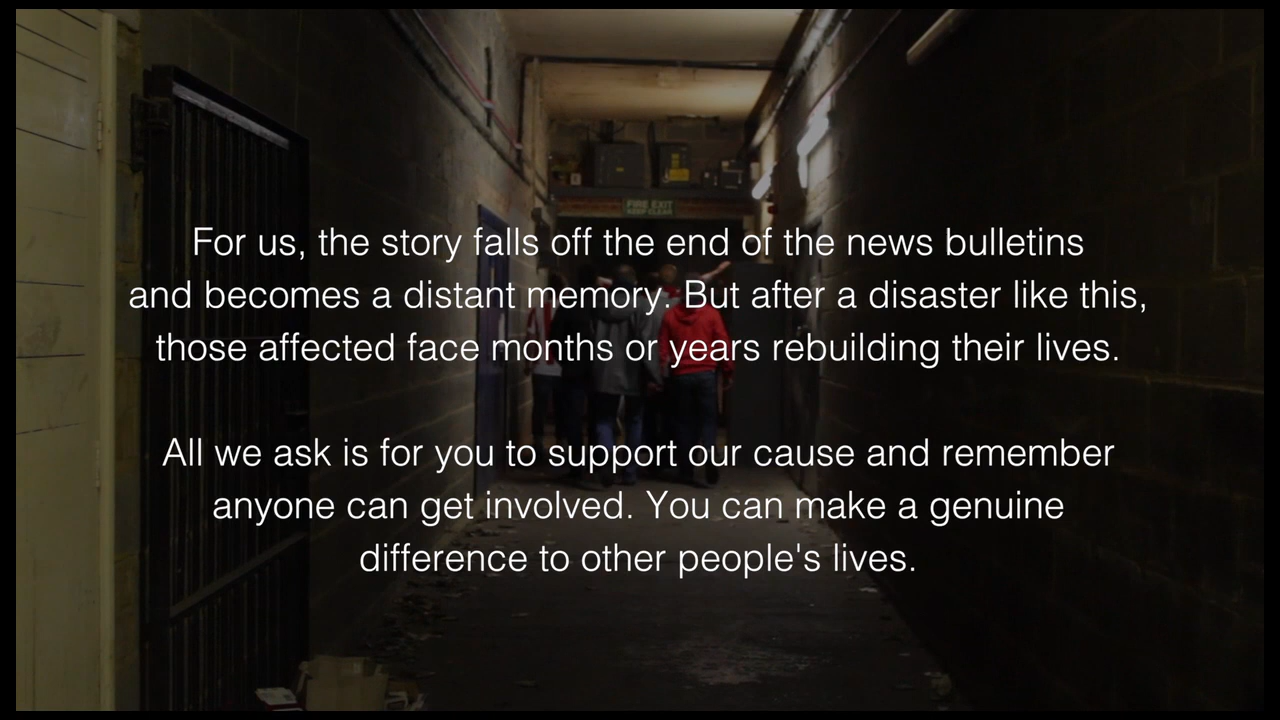 FIRE EXIT
KEEP CLEAR
For us, the story falls off the end of the news bulletins
and becomes a distant memory. But after a disaster like this,
those affected face months or years rebuilding their lives.
All we ask is for you to support our cause and remember
anyone can get involved. You can make a genuine
difference to other people's lives.